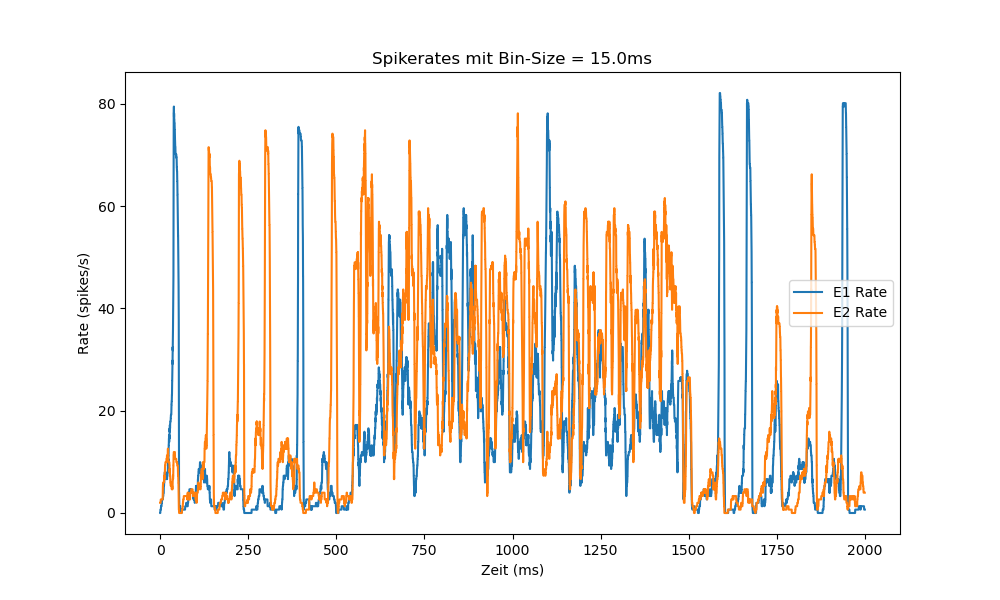 Spikerates mit Bin-Size = 15.0ms
80
60
40
20
0
Rate (spikes/s)
E1 Rate
E2 Rate
0 250 500 750 1000 1250 1500 1750 2000
Zeit (ms)